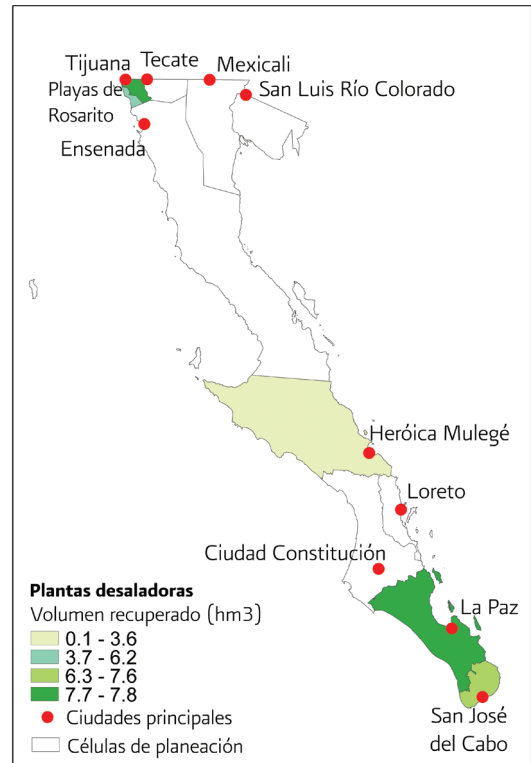 Tijuana
Tecate
Mexicali
Playas de
Rosarito
San Luis Río Colorado
Ensenada
Heróica Mulegé
Loreto
Ciudad Constitución
La Paz
San José
del Cabo
Plantas desaladoras
Volumen recuperado (hm3)
0.1 - 3.6
3.7 - 6.2
6.3 - 7.6
7.7 - 7.8
Ciudades principales
Células de planeación